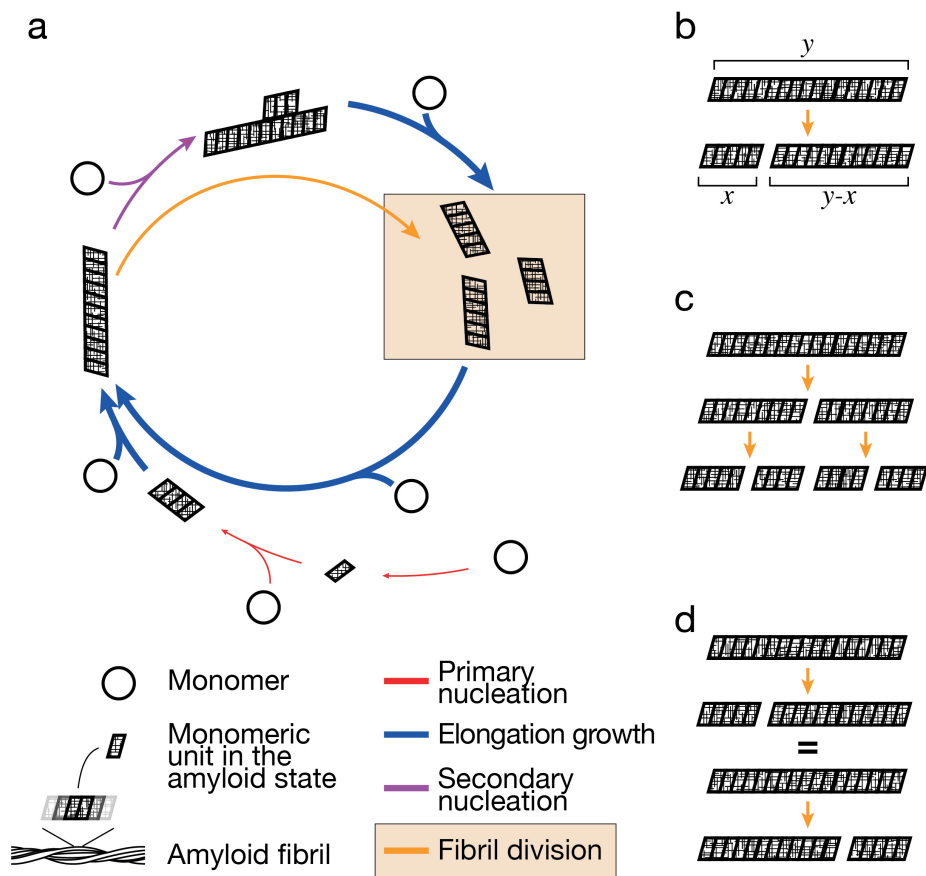 a
b
y
x
y-x
c
d
=
Monomer
Monomeric
unit in the
amyloid state
Amyloid fibril
Primary
nucleation
Elongation growth
Secondary
nucleation
Fibril division